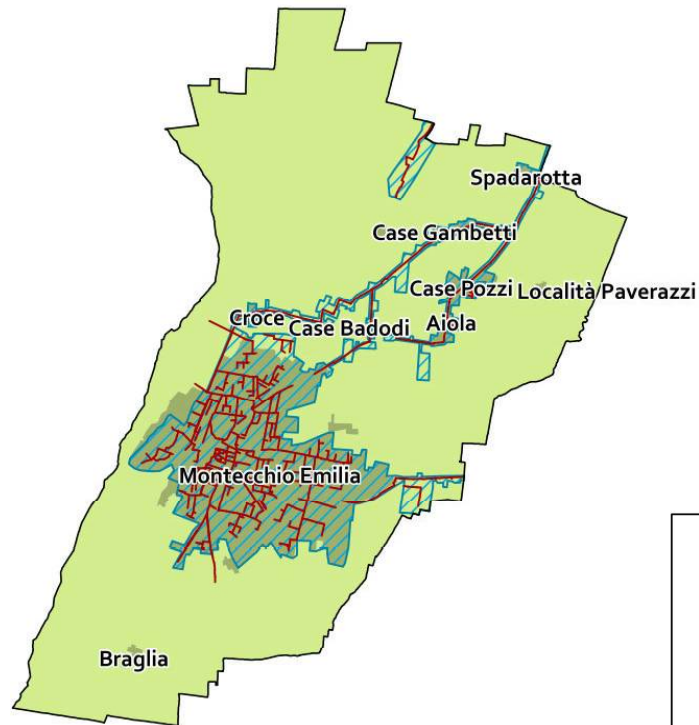 Spadarotta
Case Gambetti
Case Pozzi
Località Paverazzi
Croce
Case Badodi
Aiola
Montecchio Emilia
Braglia